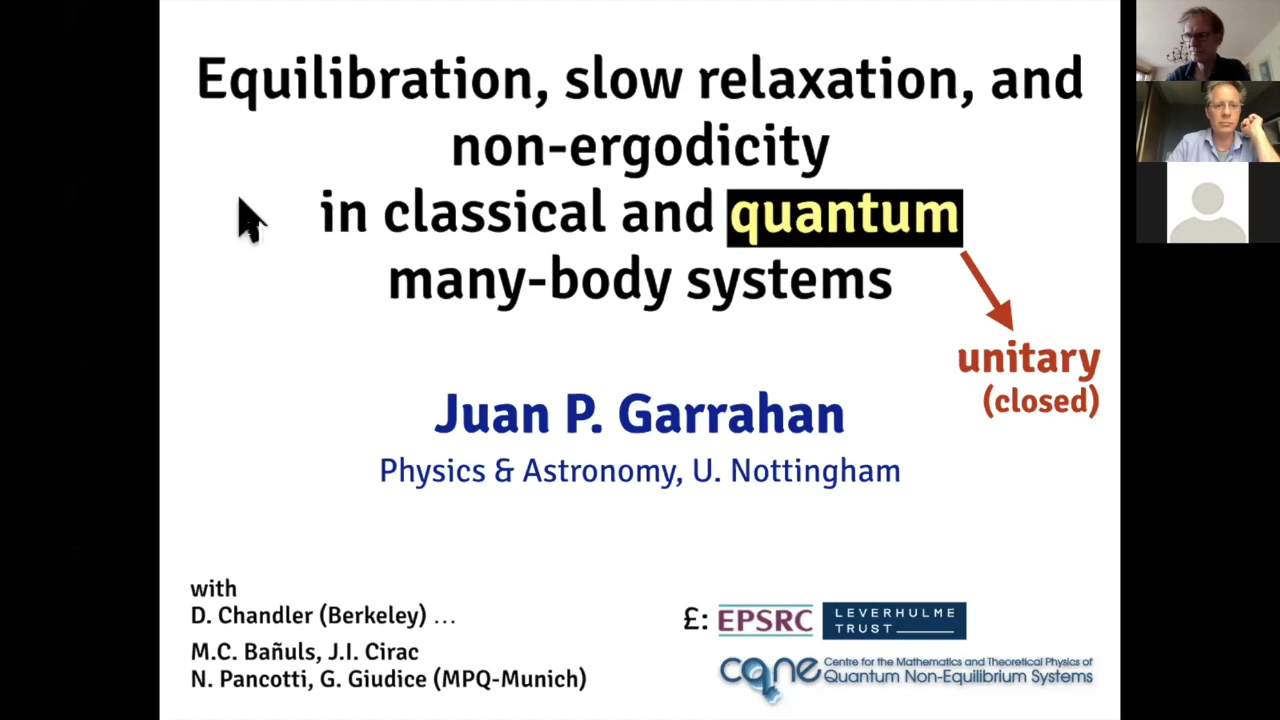 Equilibration, slow relaxation, and
non-ergodicity
in classical and quantum
many-body systems
unitary
(closed)
Juan P. Garrahan
Physics & Astronomy, U. Nottingham
with
D. Chandler (Berkeley) …
M.C. Bañuls, J.I. Cirac
N. Pancotti, G. Giudice (MPQ-Munich)
£: EPSRC LEVERHULME
TRUST
cqne Centre for the Mathematics and Theoretical Physics of
Quantum Non-Equilibrium Systems